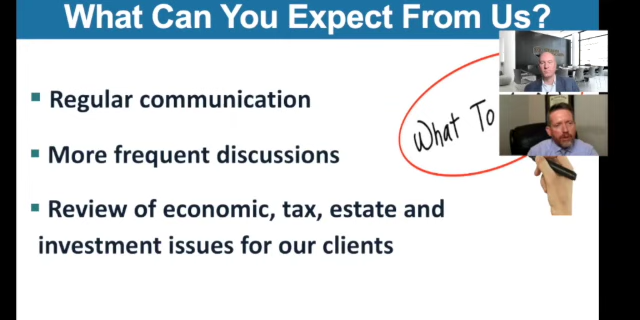 What Can You Expect From Us?
▪ Regular communication
▪ More frequent discussions
▪ Review of economic, tax, estate and
investment issues for our clients
What To